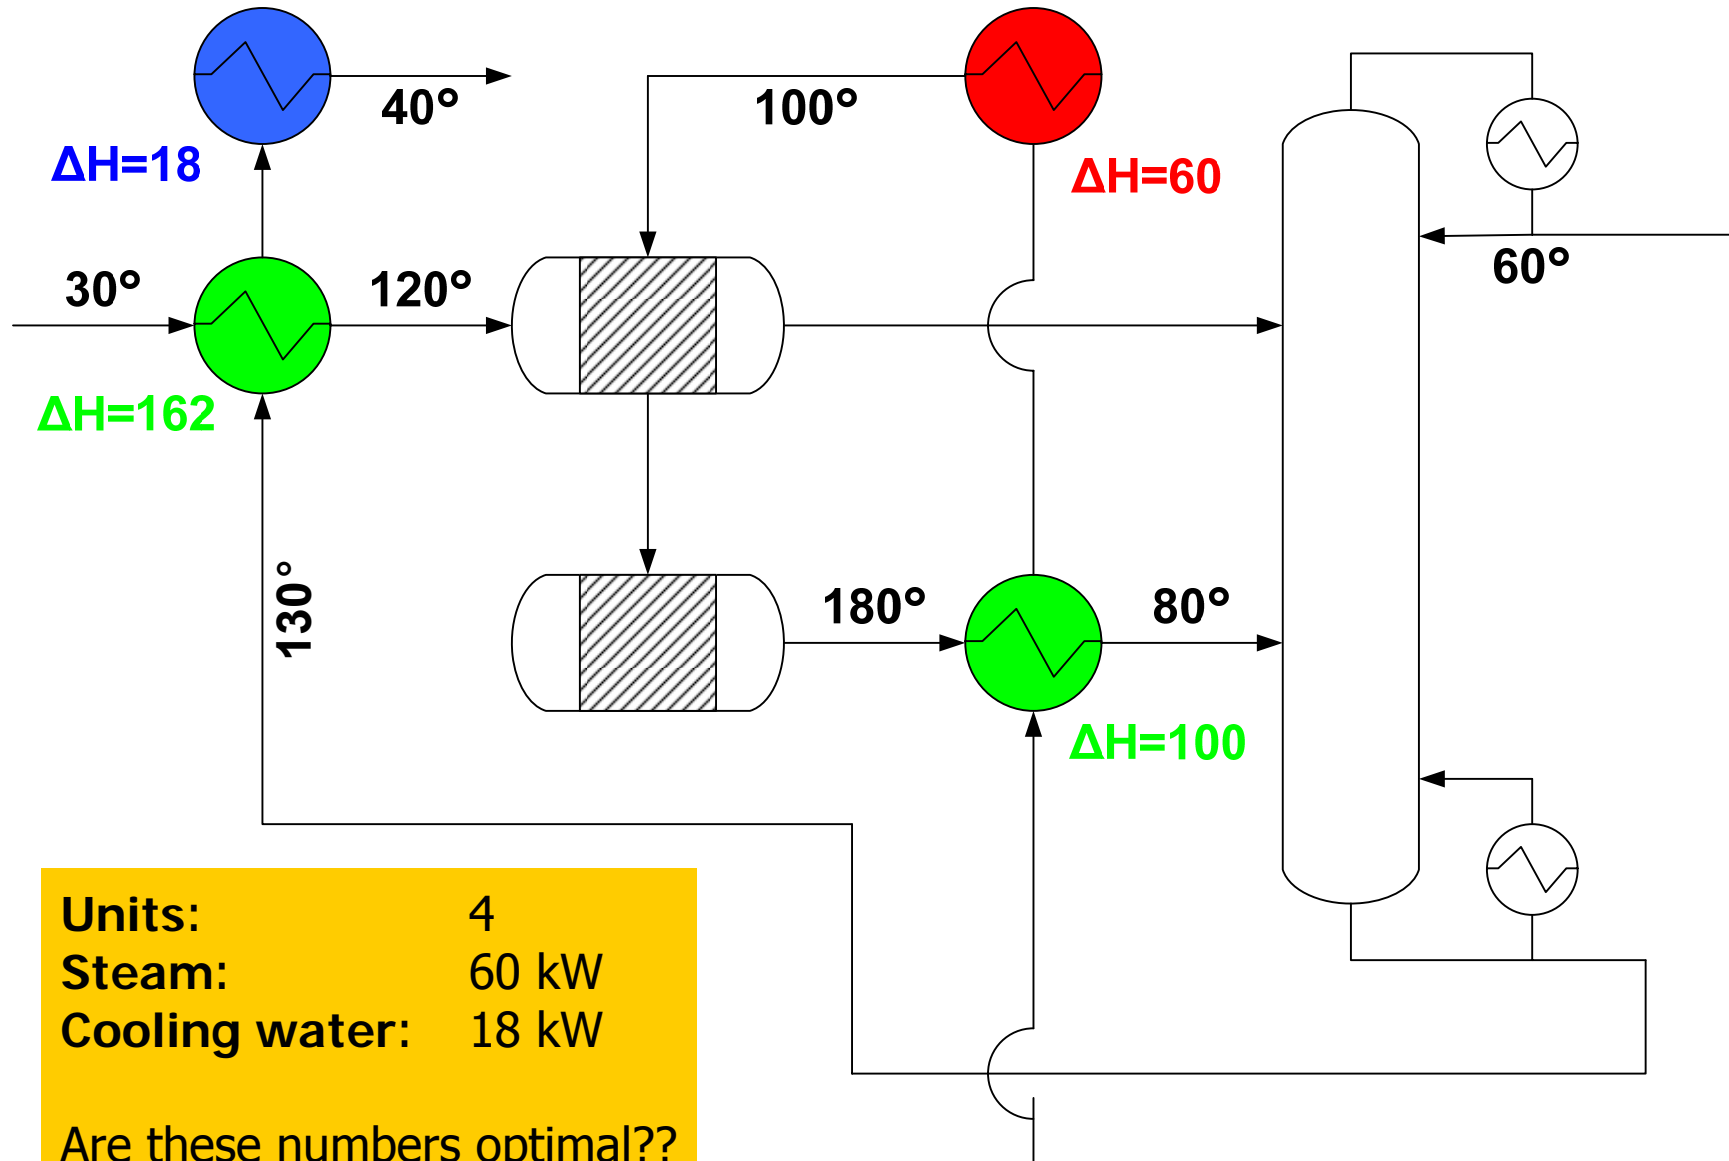 40°
100°
ΔH=18
ΔH=60
30°
120°
60°
ΔH=162
130°
180°
80°
ΔH=100
Units: 4
Steam: 60 kW
Cooling water: 18 kW
Are these numbers optimal??